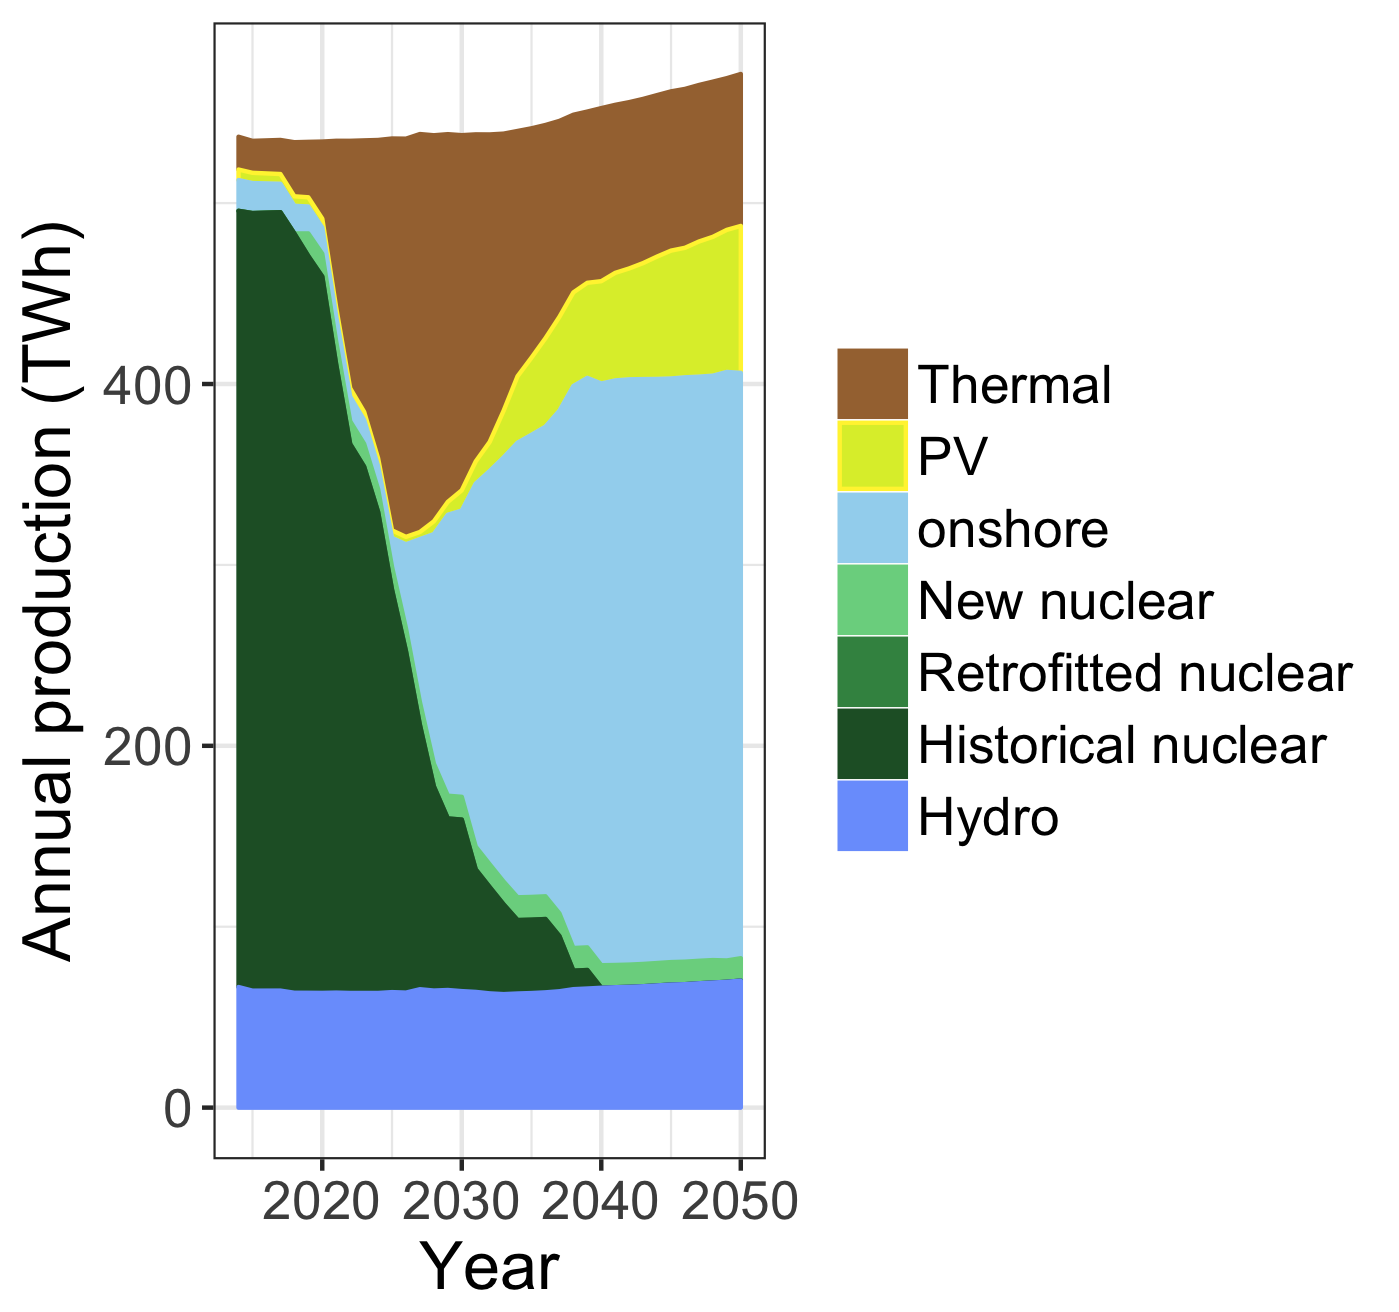 Annual production (TWh)
400
200
0
2020 2030 2040 2050
Year
Thermal
PV
onshore
New nuclear
Retrofitted nuclear
Historical nuclear
Hydro